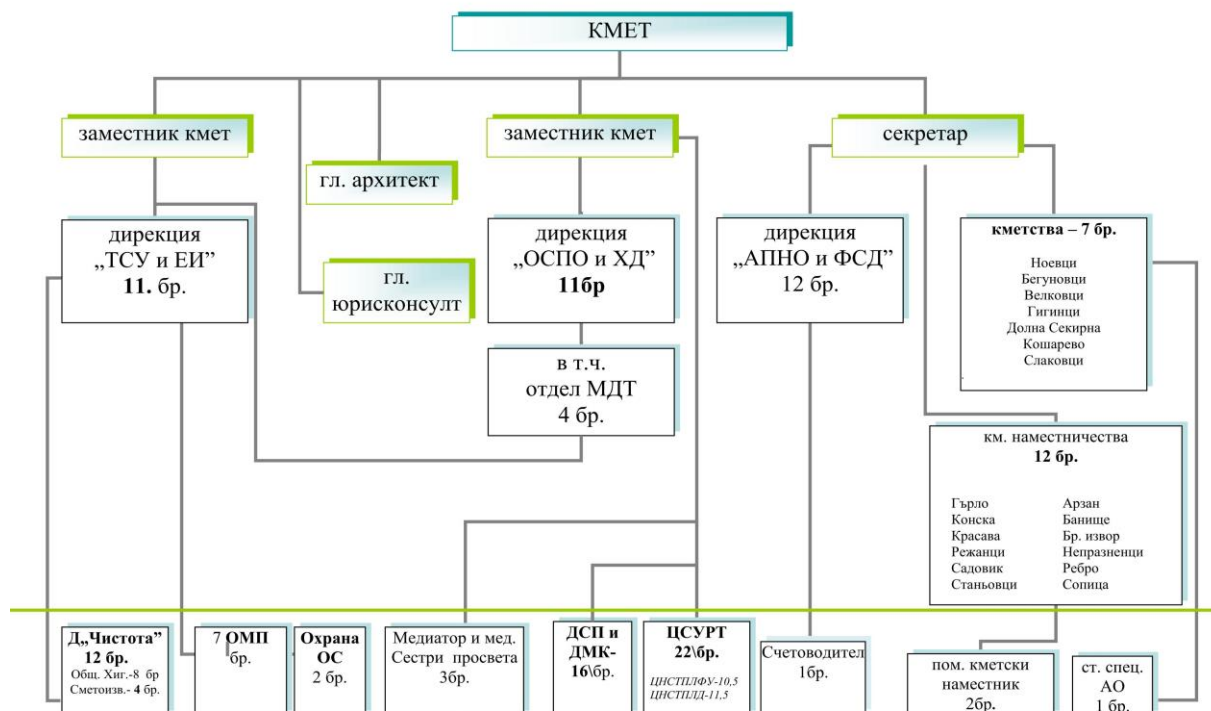 КМЕТ
заместник кмет
заместник кмет
секретар
гл. архитект
гл.
юрисконсулт
дирекция
„ТСУ и ЕИ”
11. бр.
дирекция
„ОСПО и ХД”
11бр
дирекция
„АПНО и ФСД”
12 бр.
кметства – 7 бр.
Ноевци
Бегуновци
Велковци
Гигинци
Долна Секирна
Кошарево
Слаковци
в т.ч.
отдел МДТ
4 бр.
км. наместничества
12 бр.
Гърло
Конска
Красава
Режанци
Садовик
Станьовци
Арзан
Банище
Бр. извор
Непразненци
Ребро
Сопица
Д„Чистота”
12 бр.
Общ. Хиг.-8 бр
Сметоизв.- 4 бр.
7 ОМП
бр.
Охрана
ОС
2 бр.
Медиатор и мед.
Сестри просвета
3бр.
ДСП и
ДМК-
16\бр.
ЦСУРТ
22\бр.
ЦНСТПЛФУ-10,5
ЦНСТПЛД-11,5
Счетоводител
1бр.
пом. кметски
наместник
2бр.
ст. спец.
АО
1 бр.